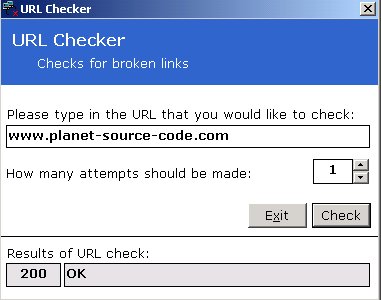 URL Checker
URL Checker
Checks for broken links
Please type in the URL that you would like to check:
www.planet-source-code.com
How many attempts should be made: 1
Exit Check
Results of URL check:
200 OK